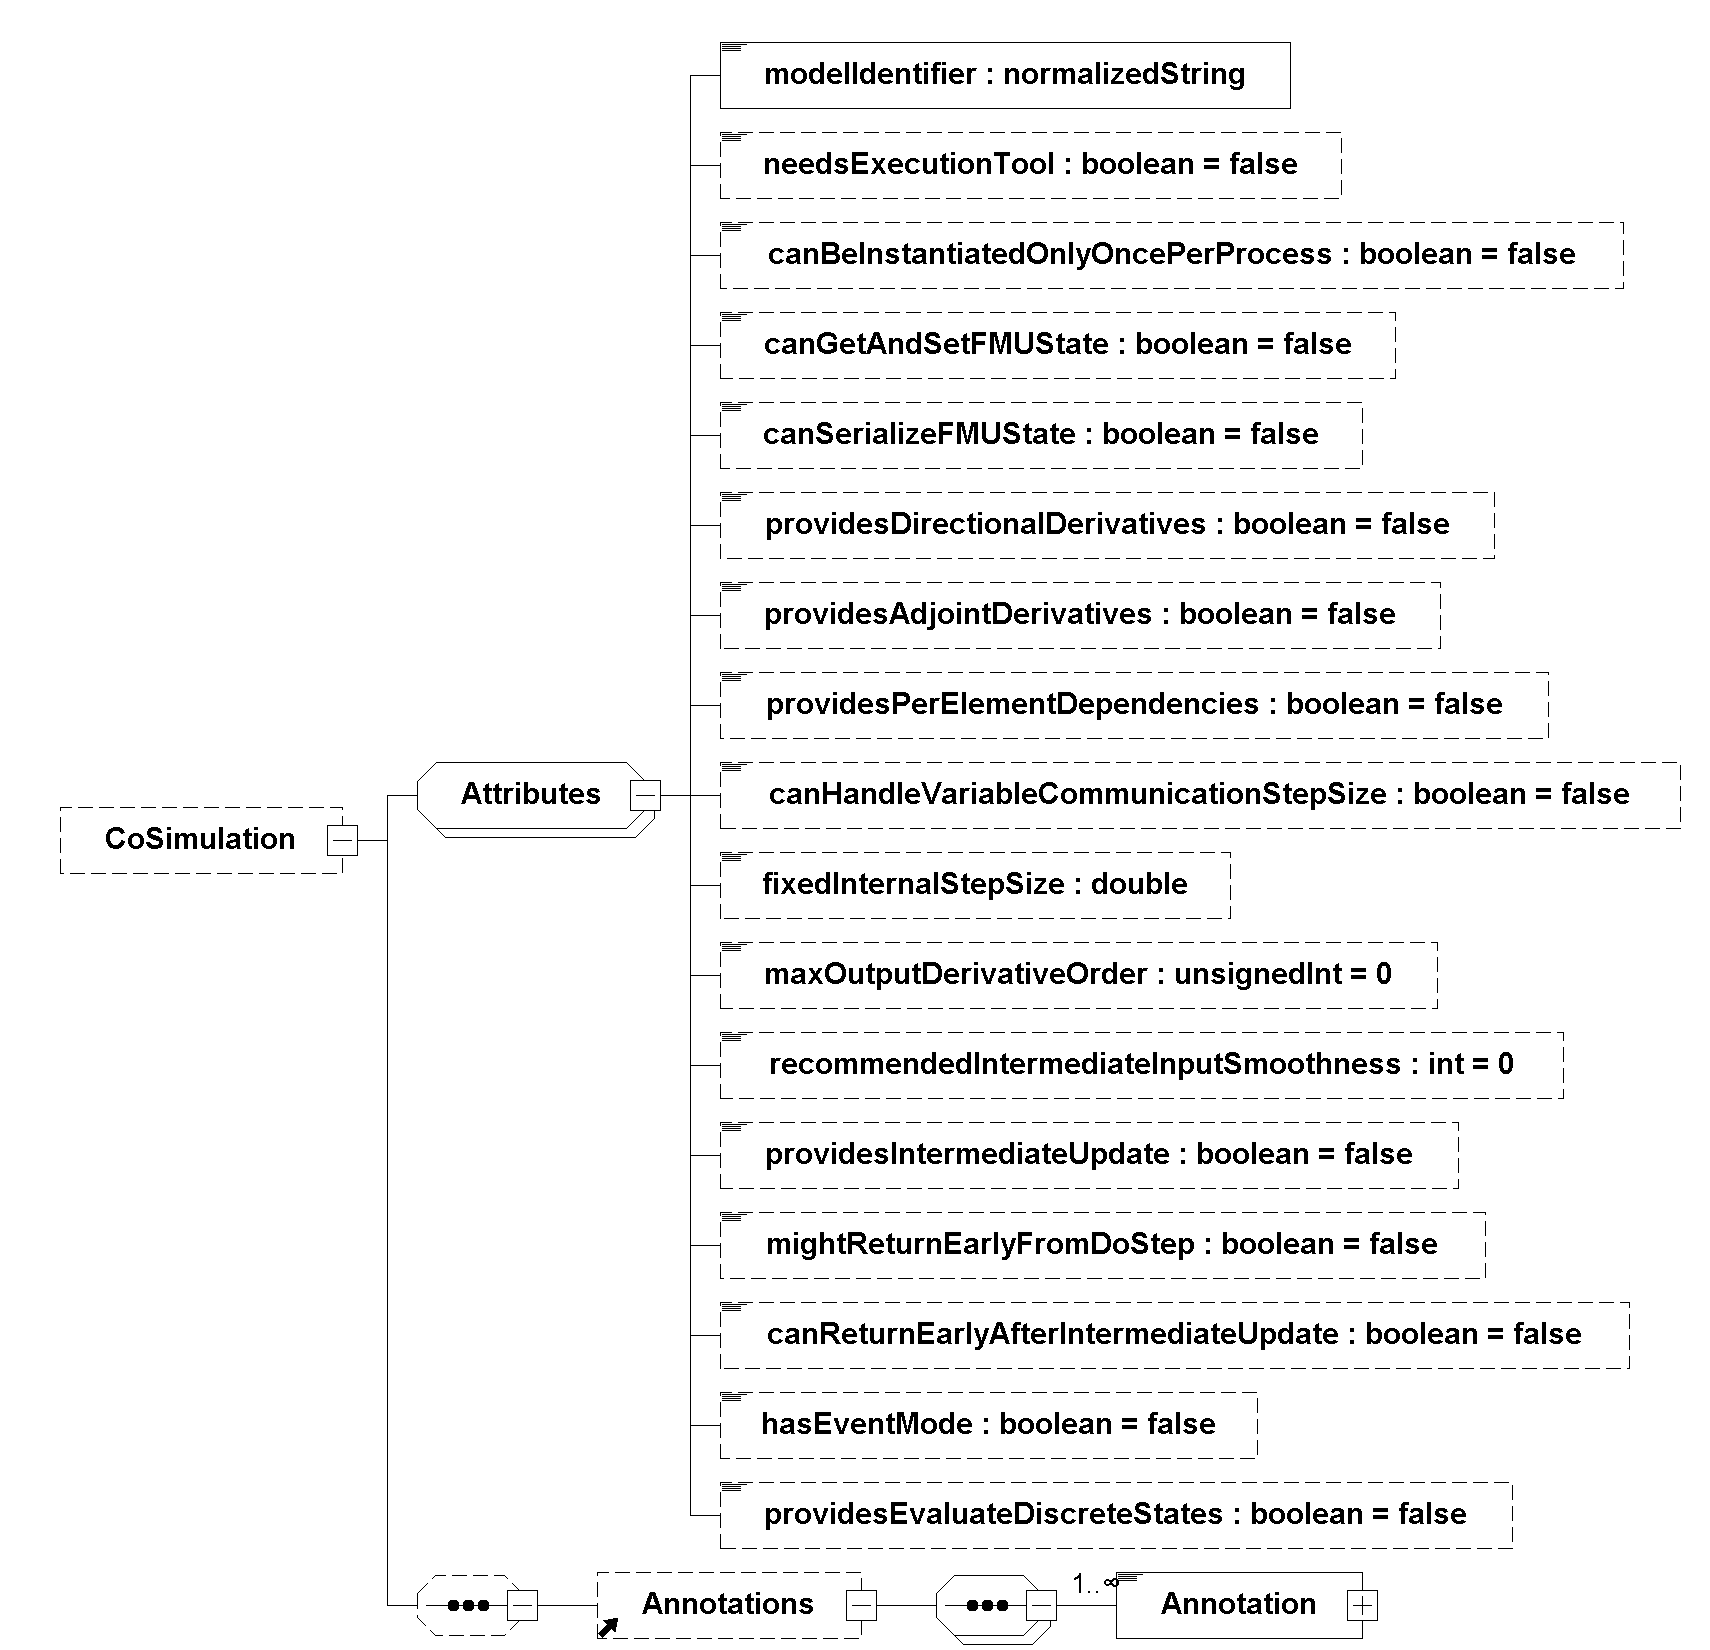 modelIdentifier : normalizedString
needsExecutionTool : boolean = false
canBeInstantiatedOnlyOncePerProcess : boolean = false
canGetAndSetFMUState : boolean = false
canSerializeFMUState : boolean = false
providesDirectionalDerivatives : boolean = false
providesAdjointDerivatives : boolean = false
providesPerElementDependencies : boolean = false
Attributes
canHandleVariableCommunicationStepSize : boolean = false
CoSimulation
fixedInternalStepSize : double
maxOutputDerivativeOrder : unsignedInt = 0
recommendedIntermediateInputSmoothness : int = 0
providesIntermediateUpdate : boolean = false
mightReturnEarlyFromDoStep : boolean = false
canReturnEarlyAfterIntermediateUpdate : boolean = false
hasEventMode : boolean = false
providesEvaluateDiscreteStates : boolean = false
Annotations
1..∞
Annotation